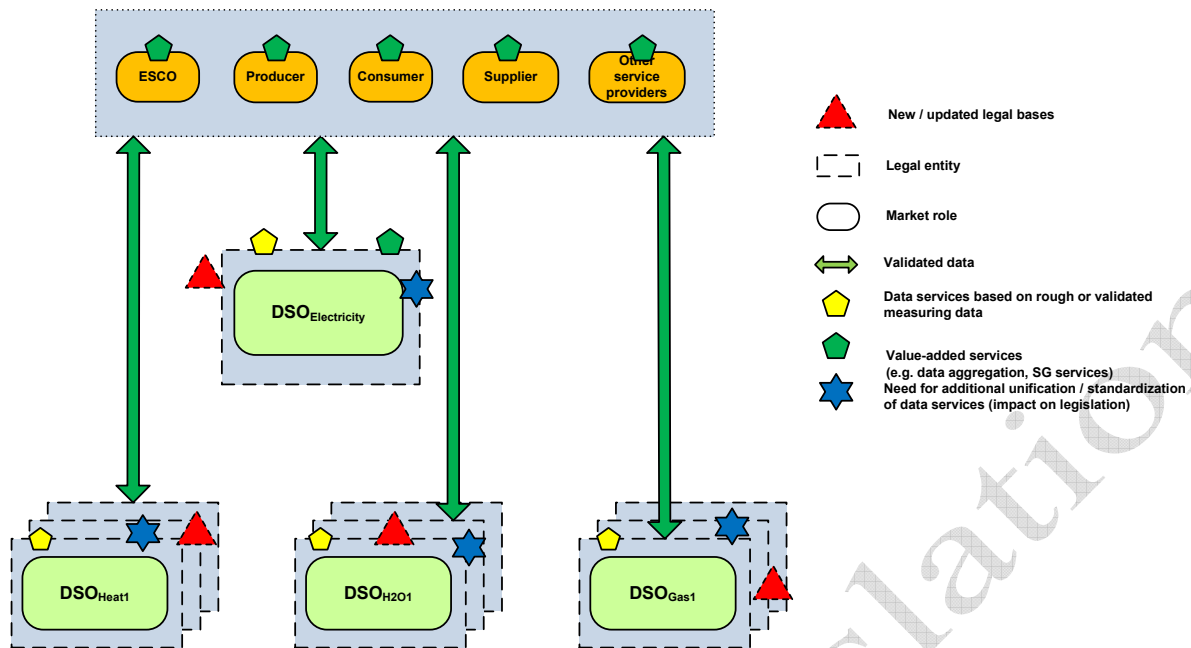 ESCO
Producer
Consumer
Supplier
Other
service
providers
New / updated legal bases
Legal entity
Market role
Validated data
Data services based on rough or validated
measuring data
Value-added services
(e.g. data aggregation, SG services)
Need for additional unification / standardization
of data services (impact on legislation)
DSOElectricity
DSOHeat1
DSOH2O1
DSOGas1